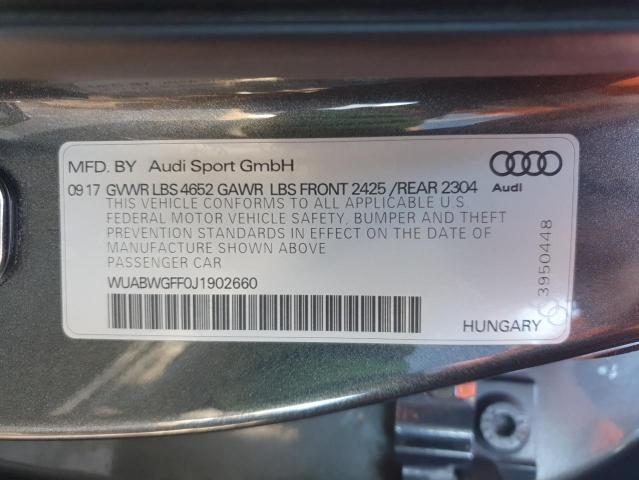 MFD. BY Audi Sport GmbH
09 17 GVWR LBS 4652 GAWR LBS FRONT 2425 /REAR 2304
THIS VEHICLE CONFORMS TO ALL APPLICABLE U.S.
FEDERAL MOTOR VEHICLE SAFETY, BUMPER AND THEFT
PREVENTION STANDARDS IN EFFECT ON THE DATE OF
MANUFACTURE SHOWN ABOVE
PASSENGER CAR
WUABWGFF0J1902660
HUNGARY
Audi
3950448